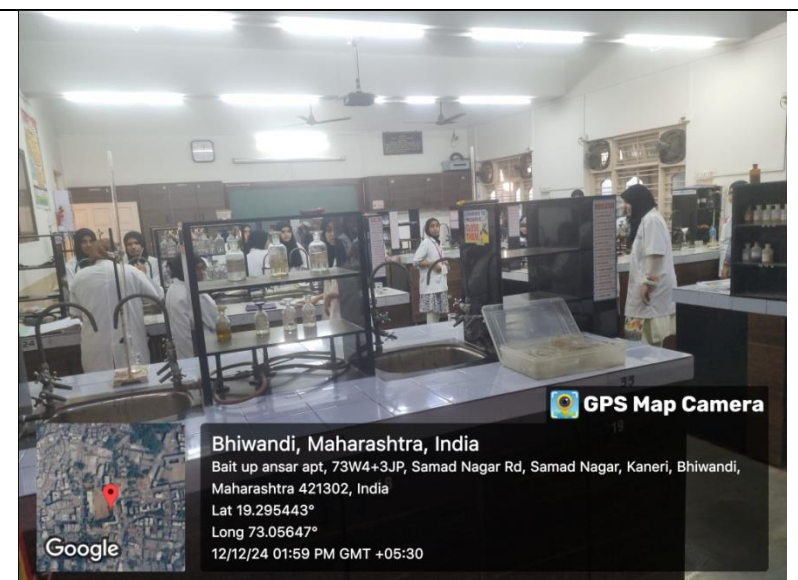 GPS Map Camera
Bhiwandi, Maharashtra, India
Bait up ansar apt, 73W4+3JP, Samad Nagar Rd, Samad Nagar, Kaneri, Bhiwandi,
Maharashtra 421302, India
Lat 19.295443°
Long 73.05647°
12/12/24 01:59 PM GMT +05:30
Google